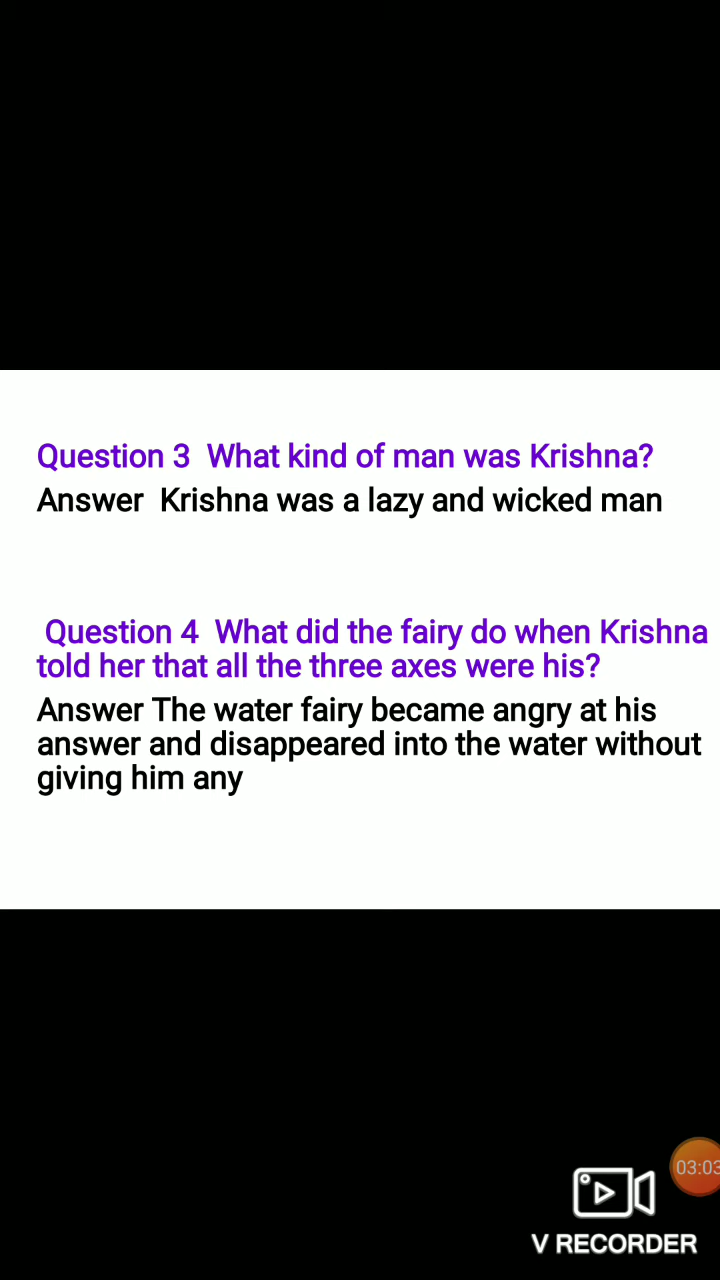 Question 3  What kind of man was Krishna?
Answer  Krishna was a lazy and wicked man
Question 4  What did the fairy do when Krishna
told her that all the three axes were his?
Answer The water fairy became angry at his
answer and disappeared into the water without
giving him any
03:03
V RECORDER